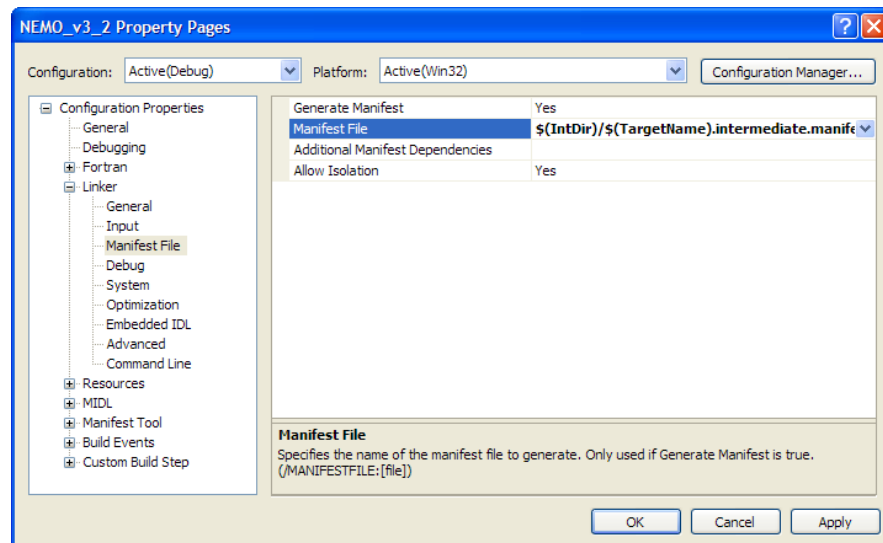 NEMO_v3_2 Property Pages
Configuration: Active(Debug) Platform: Active(Win32) Configuration Manager...
Configuration Properties
General
Debugging
Fortran
Linker
General
Input
Manifest File
Debug
System
Optimization
Embedded IDL
Advanced
Command Line
Resources
MIDL
Manifest Tool
Build Events
Custom Build Step
Generate Manifest Yes
Manifest File $(IntDir)/$(TargetName).intermediate.manife
Additional Manifest Dependencies
Allow Isolation Yes
Manifest File
Specifies the name of the manifest file to generate. Only used if Generate Manifest is true.
(/MANIFESTFILE:[file])
OK Cancel Apply